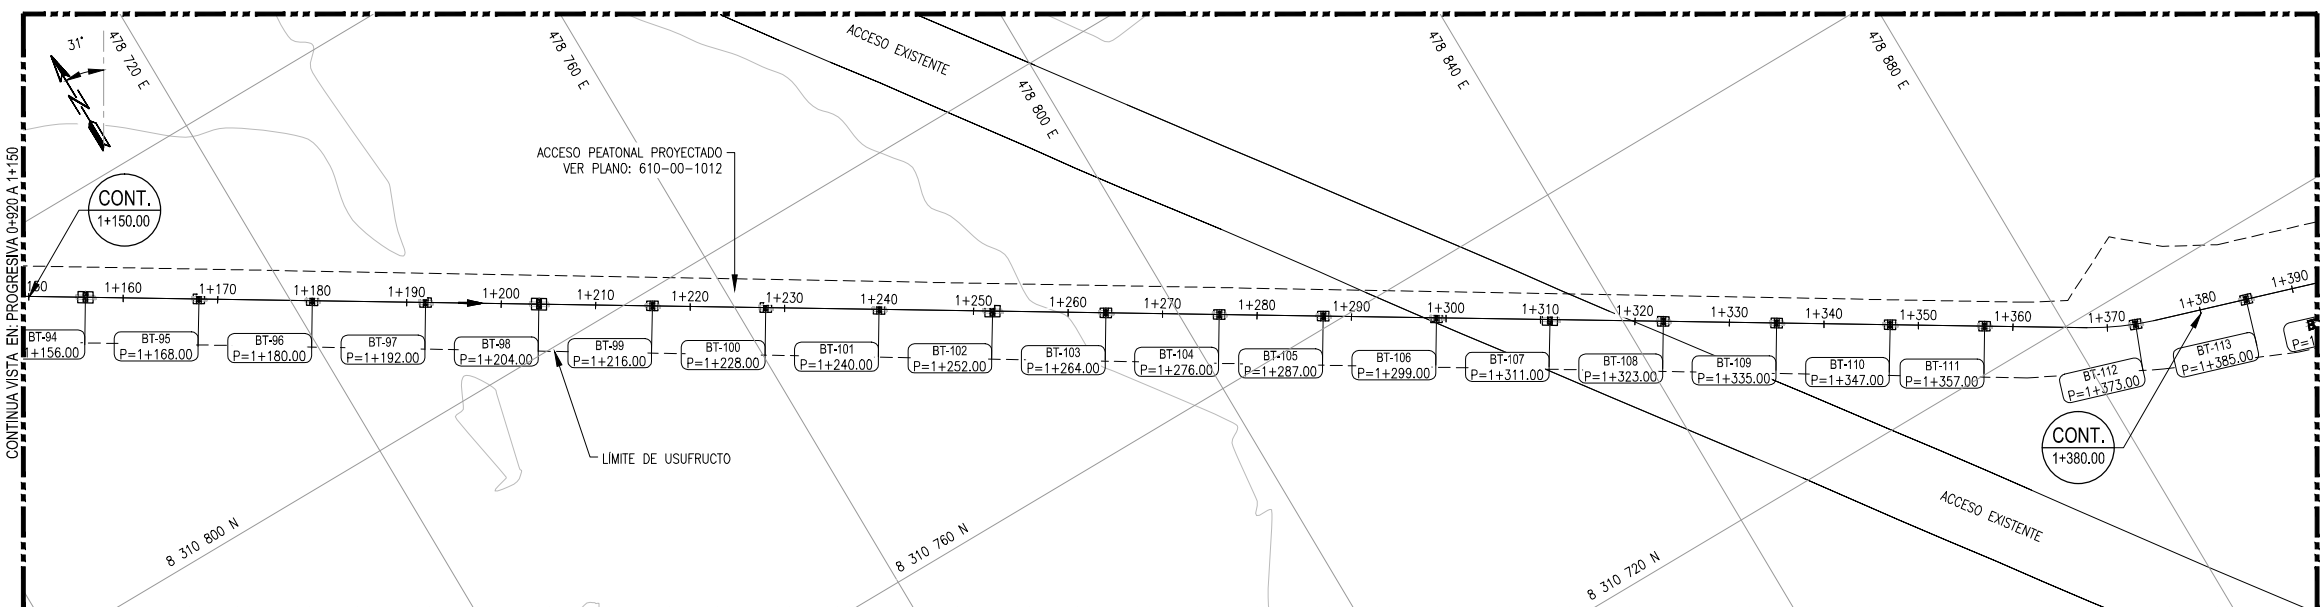 31°
478 720 E
478 760 E
478 800 E
478 840 E
478 880 E
ACCESO EXISTENTE
CONTINUA VISTA EN: PROGRESIVA 0+920 A 1+150
CONT.
1+150.00
ACCESO PEATONAL PROYECTADO
VER PLANO: 610-00-1012
1+160
1+170
1+180
1+190
1+200
1+210
1+220
1+230
1+240
1+250
1+260
1+270
1+280
1+290
1+300
1+310
1+320
1+330
1+340
1+350
1+360
1+370
1+380
1+390
BT-94
1+156.00
BT-95
P=1+168.00
BT-96
P=1+180.00
BT-97
P=1+192.00
BT-98
P=1+204.00
BT-99
P=1+216.00
BT-100
P=1+228.00
BT-101
P=1+240.00
BT-102
P=1+252.00
BT-103
P=1+264.00
BT-104
P=1+276.00
BT-105
P=1+287.00
BT-106
P=1+299.00
BT-107
P=1+311.00
BT-108
P=1+323.00
BT-109
P=1+335.00
BT-110
P=1+347.00
BT-111
P=1+357.00
BT-112
P=1+373.00
BT-113
P=1+385.00
P=1
LÍMITE DE USUFRUCTO
CONT.
1+380.00
ACCESO EXISTENTE
8 310 800 N
8 310 760 N
8 310 720 N